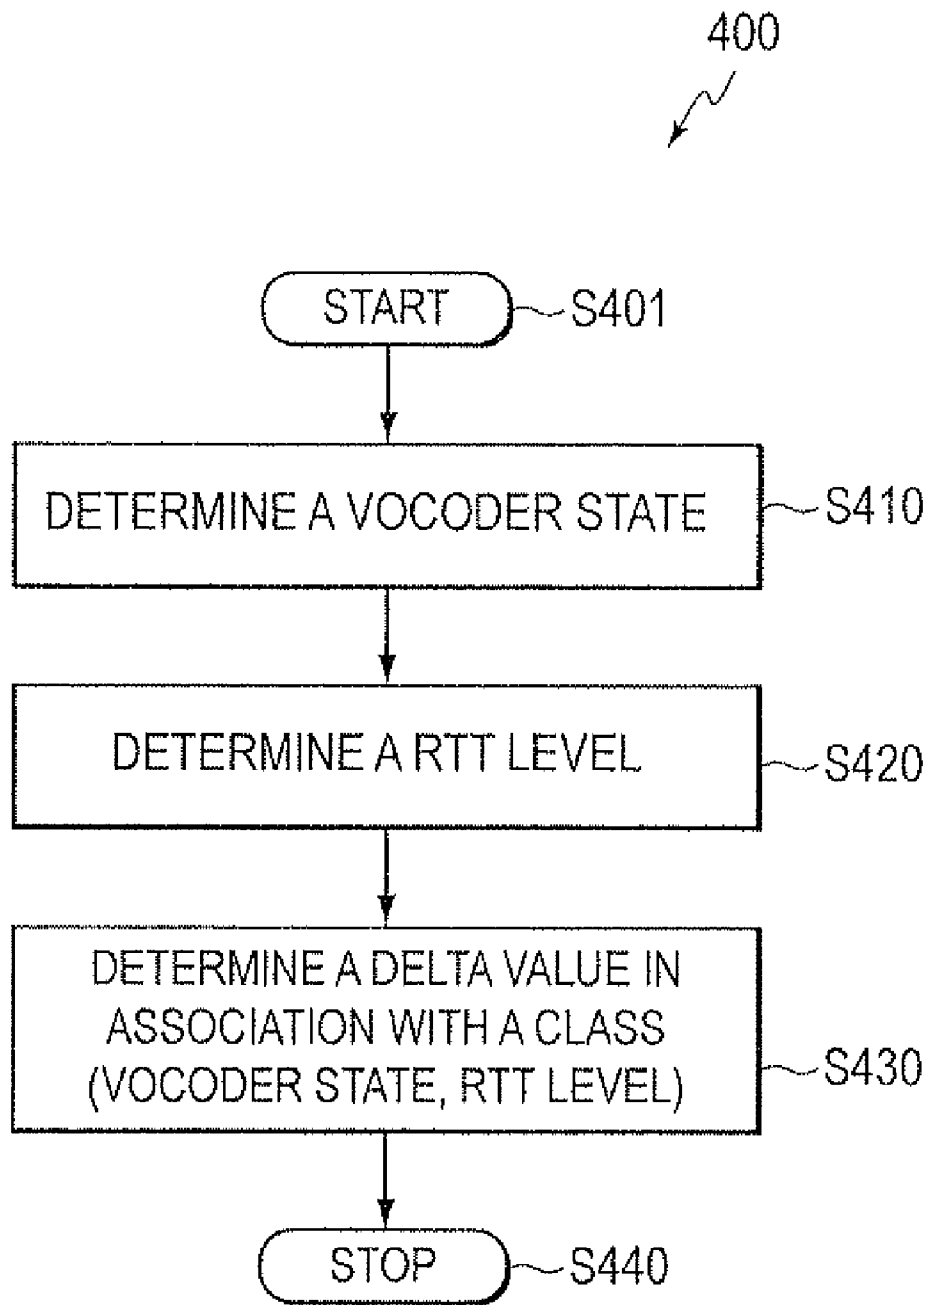 400
START
S401
DETERMINE A VOCODER STATE
S410
DETERMINE A RTT LEVEL
S420
DETERMINE A DELTA VALUE IN
ASSOCIATION WITH A CLASS
(VOCODER STATE, RTT LEVEL)
S430
STOP
S440